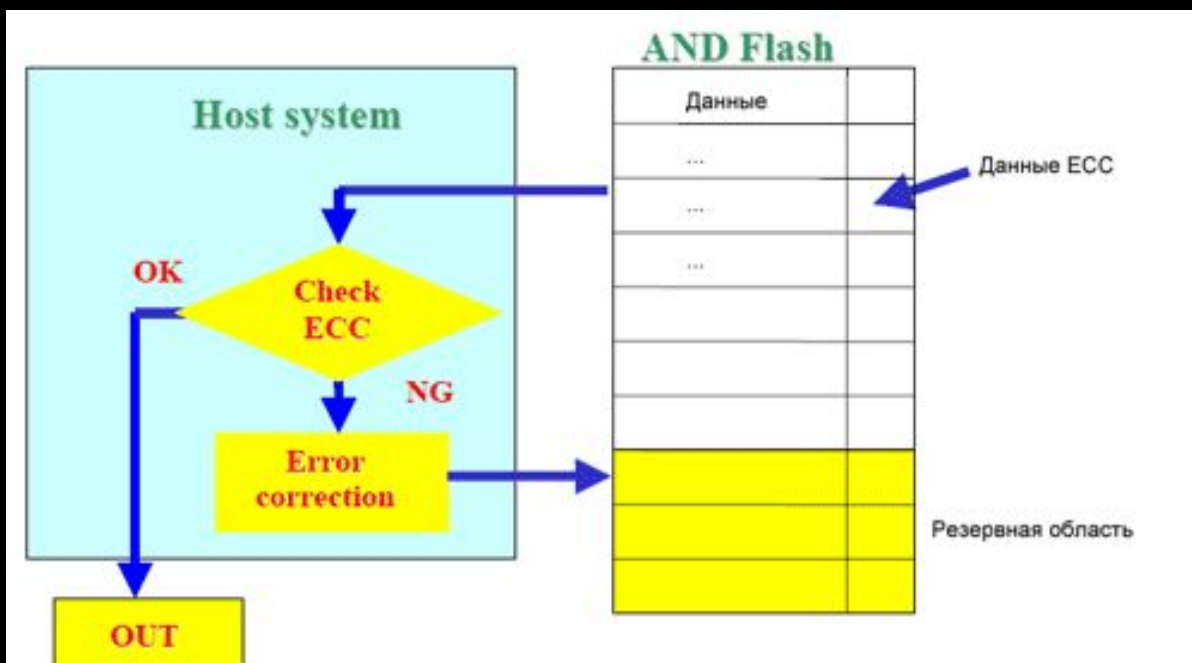 AND Flash
Host system
Данные
...
...
...
Данные ECC
OK
Check
ECC
NG
Error
correction
Резервная область
OUT